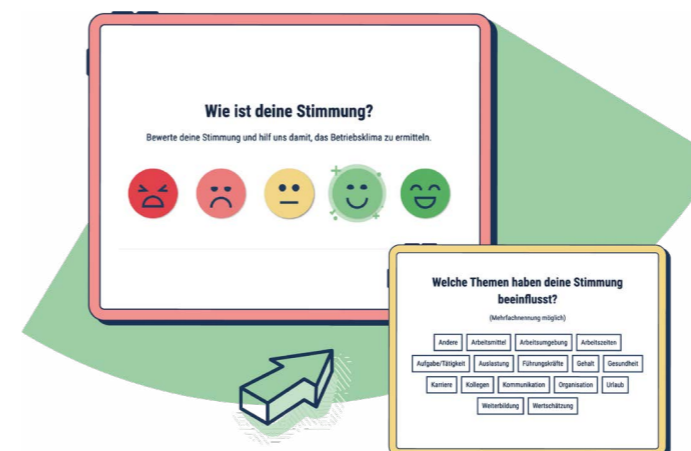 Wie ist deine Stimmung?
Bewerte deine Stimmung und hilf uns damit, das Betriebsklima zu ermitteln.
Welche Themen haben deine Stimmung
beeinflusst?
(Mehrfachnennung möglich)
Andere Arbeitsmittel Arbeitsumgebung Arbeitszeiten
Aufgabe/Tätigkeit Auslastung Führungskräfte Gehalt Gesundheit
Karriere Kollegen Kommunikation Organisation Urlaub
Weiterbildung Wertschätzung